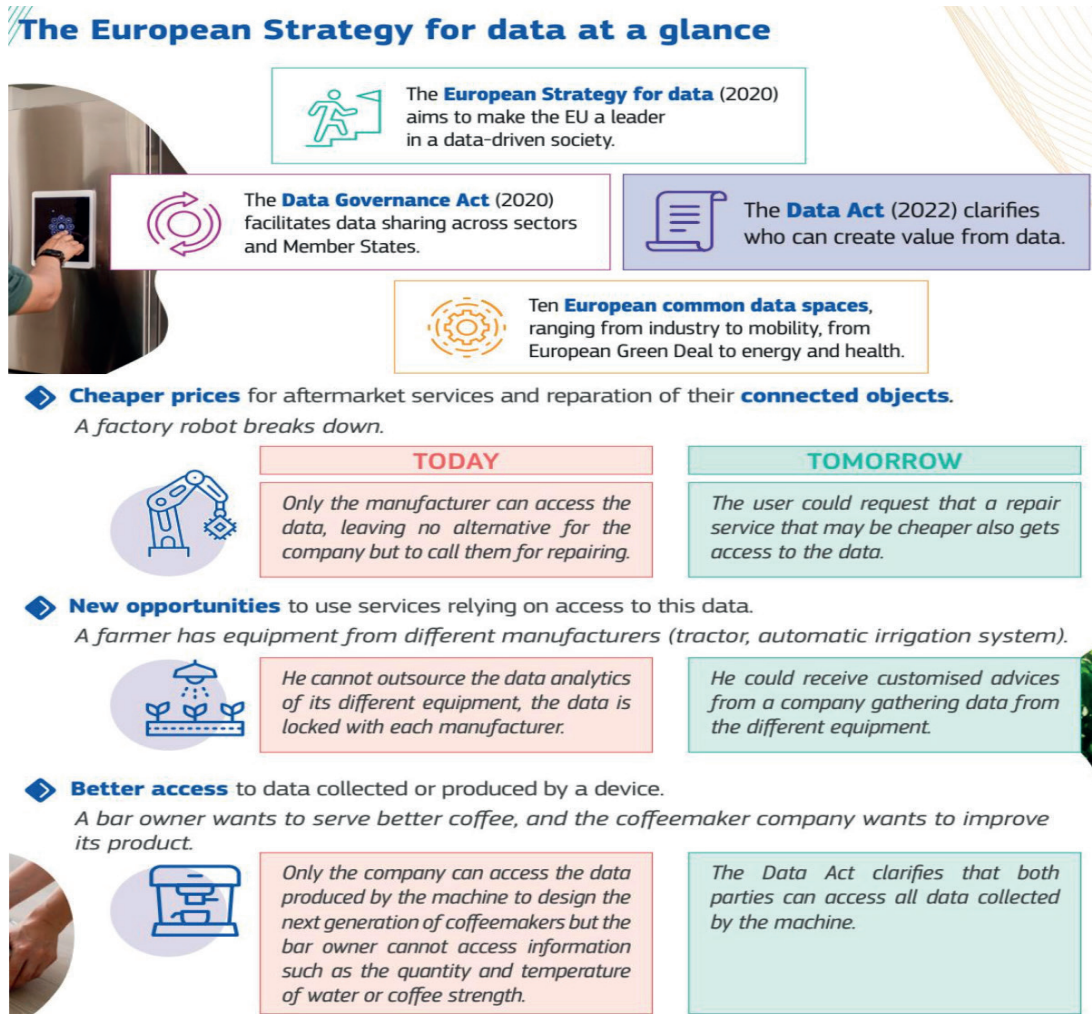 The European Strategy for data at a glance
The European Strategy for data (2020)
aims to make the EU a leader
in a data-driven society.
The Data Governance Act (2020)
facilitates data sharing across sectors
and Member States.
The Data Act (2022) clarifies
who can create value from data.
Ten European common data spaces,
ranging from industry to mobility, from
European Green Deal to energy and health.
Cheaper prices for aftermarket services and reparation of their connected objects.
A factory robot breaks down.
TODAY
TOMORROW
Only the manufacturer can access the
data, leaving no alternative for the
company but to call them for repairing.
The user could request that a repair
service that may be cheaper also gets
access to the data.
New opportunities to use services relying on access to this data.
A farmer has equipment from different manufacturers (tractor, automatic irrigation system).
He cannot outsource the data analytics
of its different equipment, the data is
locked with each manufacturer.
He could receive customised advices
from a company gathering data from
the different equipment.
Better access to data collected or produced by a device.
A bar owner wants to serve better coffee, and the coffeemaker company wants to improve
its product.
Only the company can access the data
produced by the machine to design the
next generation of coffeemakers but the
bar owner cannot access information
such as the quantity and temperature
of water or coffee strength.
The Data Act clarifies that both
parties can access all data collected
by the machine.